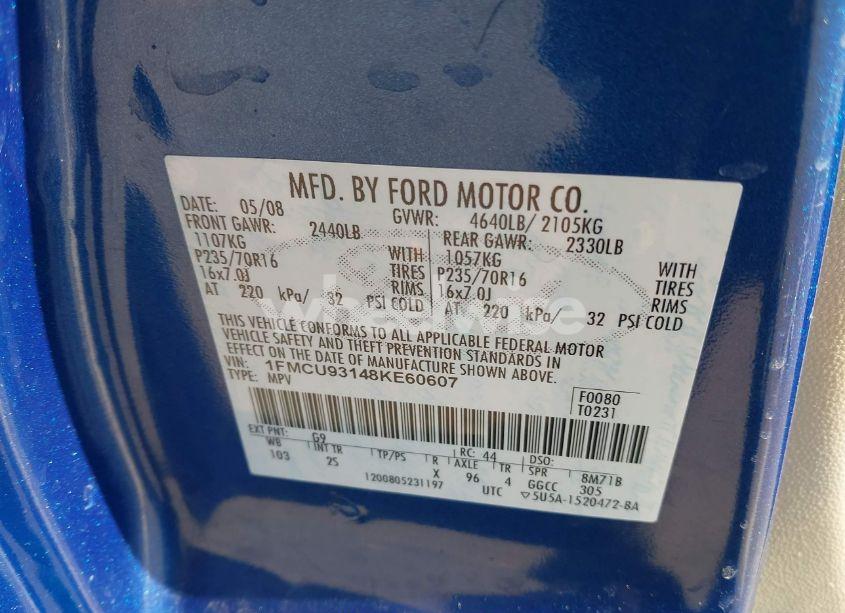 MFD. BY FORD MOTOR CO.
DATE: 05/08 GVWR: 4640LB/ 2105KG
FRONT GAWR: 2440LB REAR GAWR: 2330LB
1107KG WITH 1057KG WITH
P235/70R16 TIRES P235/70R16 TIRES
16x7.0J RIMS 16x7.0J RIMS
AT 220 kPa/ 32 PSI COLD AT 220 kPa/ 32 PSI COLD
THIS VEHICLE CONFORMS TO ALL APPLICABLE FEDERAL MOTOR
VEHICLE SAFETY AND THEFT PREVENTION STANDARDS IN
EFFECT ON THE DATE OF MANUFACTURE SHOWN ABOVE.
VIN: 1FMCU93148KE60607
TYPE: MPV
F0080
T0231
EXT PNT: G9 RC: 44 DSO:
WB INT TR TP/PS R AXLE TR SPR 8M71B
103 2S X 96 4 GGCC 305
1200805231197 UTC 5U5A-1520472-BA
wheelwise